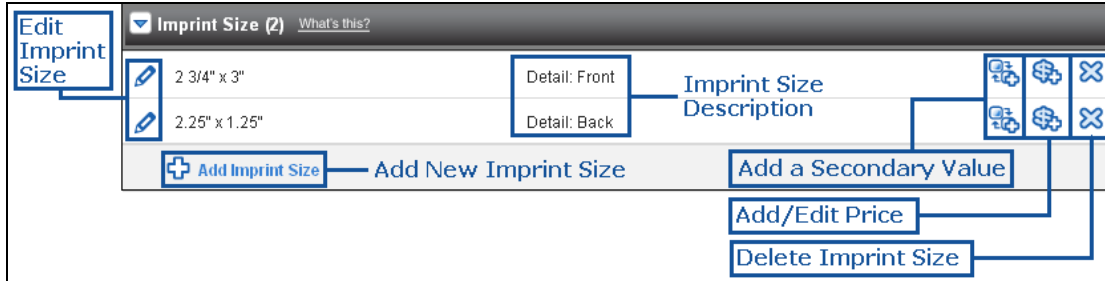 Edit
Imprint
Size
Imprint Size (2) What's this?
2 3/4" x 3" Detail: Front
Imprint Size
Description
2.25" x 1.25" Detail: Back
Add Imprint Size Add New Imprint Size Add a Secondary Value
Add/Edit Price
Delete Imprint Size